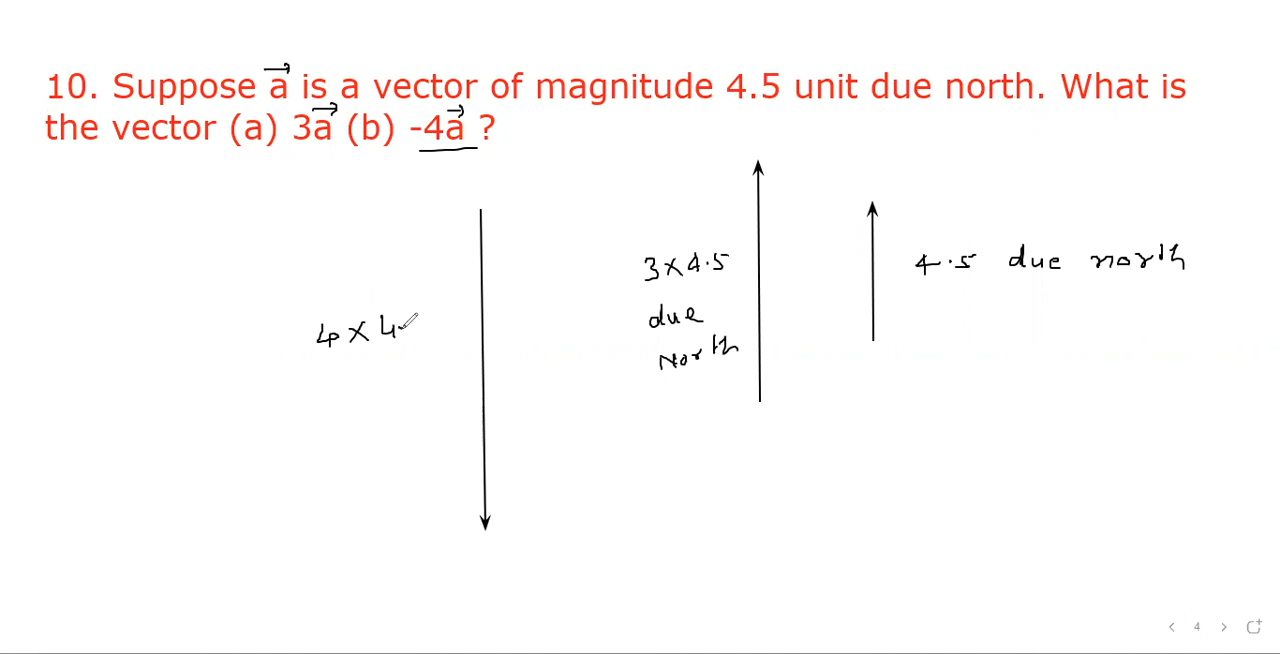 10. Suppose a⃗ is a vector of magnitude 4.5 unit due north. What is
the vector (a) 3a⃗ (b) -4a⃗ ?
3×4.5
due
North
4.5 due north
4×4
4